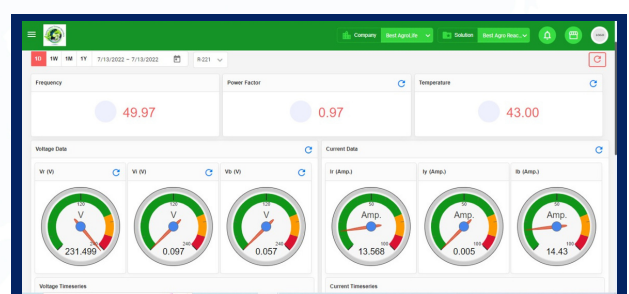 Company Best AgroLife Solution Best Agro Reac...
1D 1W 1M 1Y 7/13/2022 - 7/13/2022 R-221
Frequency Power Factor Temperature
49.97 0.97 43.00
Voltage Data Current Data
Vr (V) Vi (V) Vb (V) Ir (Amp.) Iy (Amp.) Ib (Amp.)
120 120 120 50 50 50
V V V Amp. Amp. Amp.
240 240 240 100 100 100
231.499 0.097 0.057 13.568 0.005 14.43
Voltage Timeseries Current Timeseries